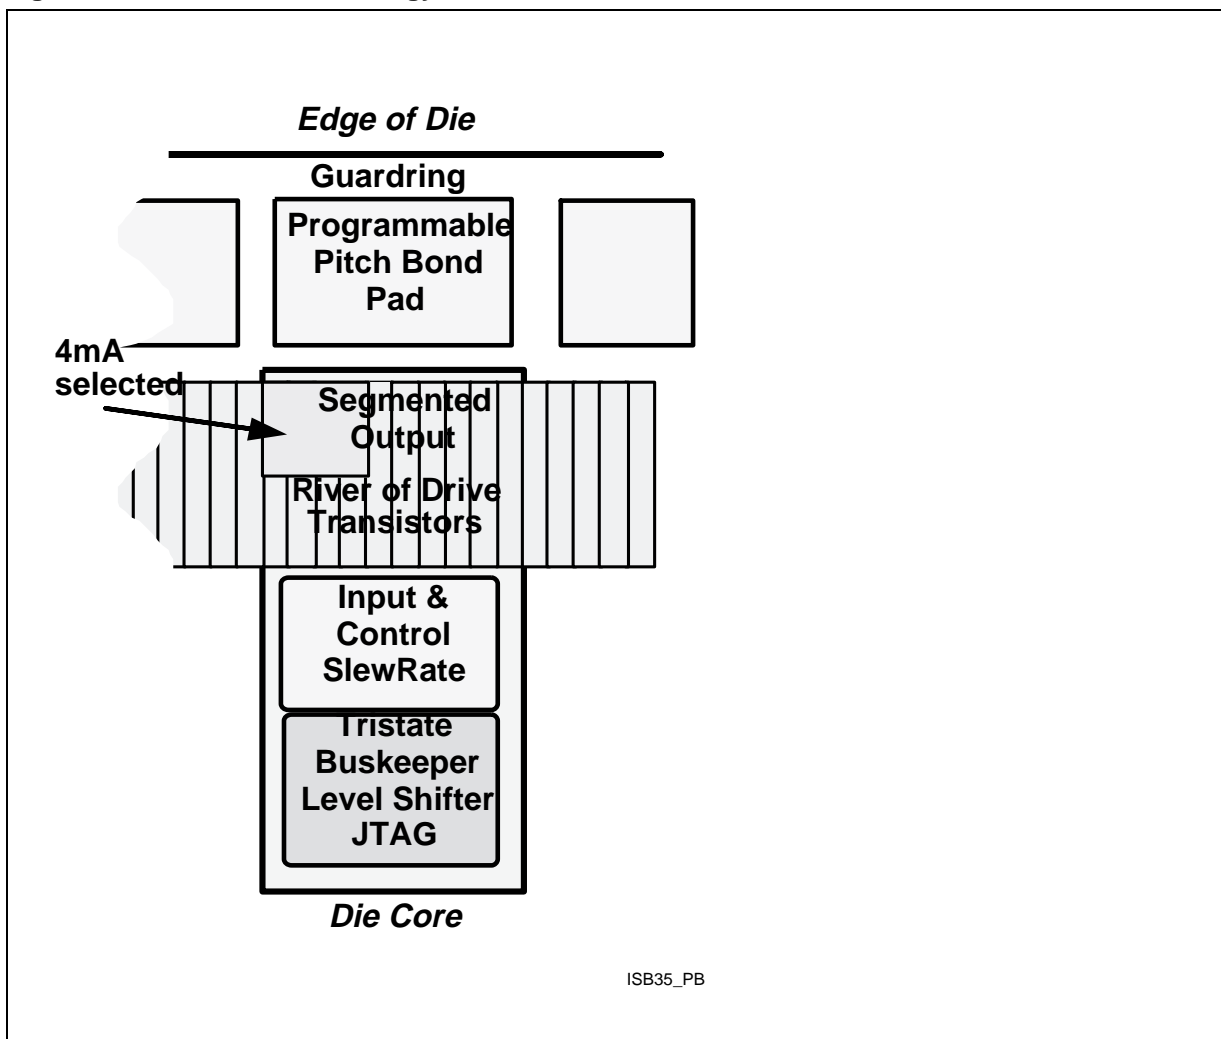 Edge of Die
Guardring
Programmable
Pitch Bond
Pad
4mA
selected
Segmented
Output
River of Drive
Transistors
Input &
Control
SlewRate
Tristate
Buskeeper
Level Shifter
JTAG
Die Core
ISB35_PB